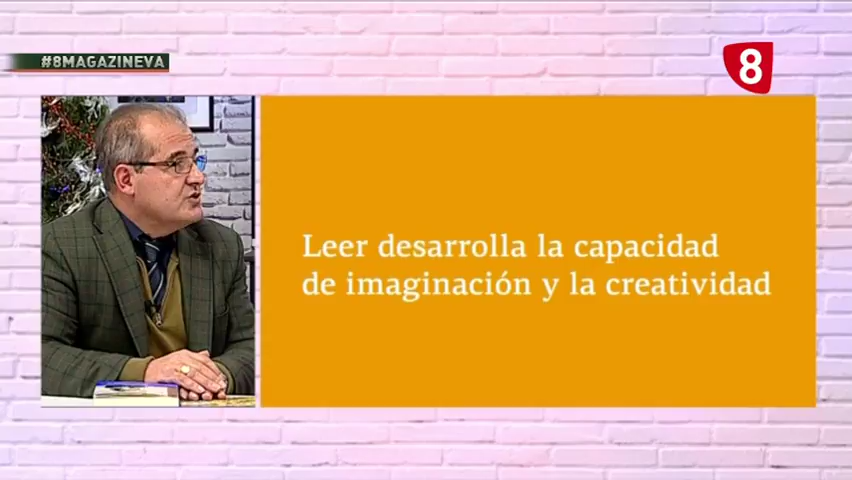 #8MAGAZINEVA
8
Leer desarrolla la capacidad
de imaginación y la creatividad